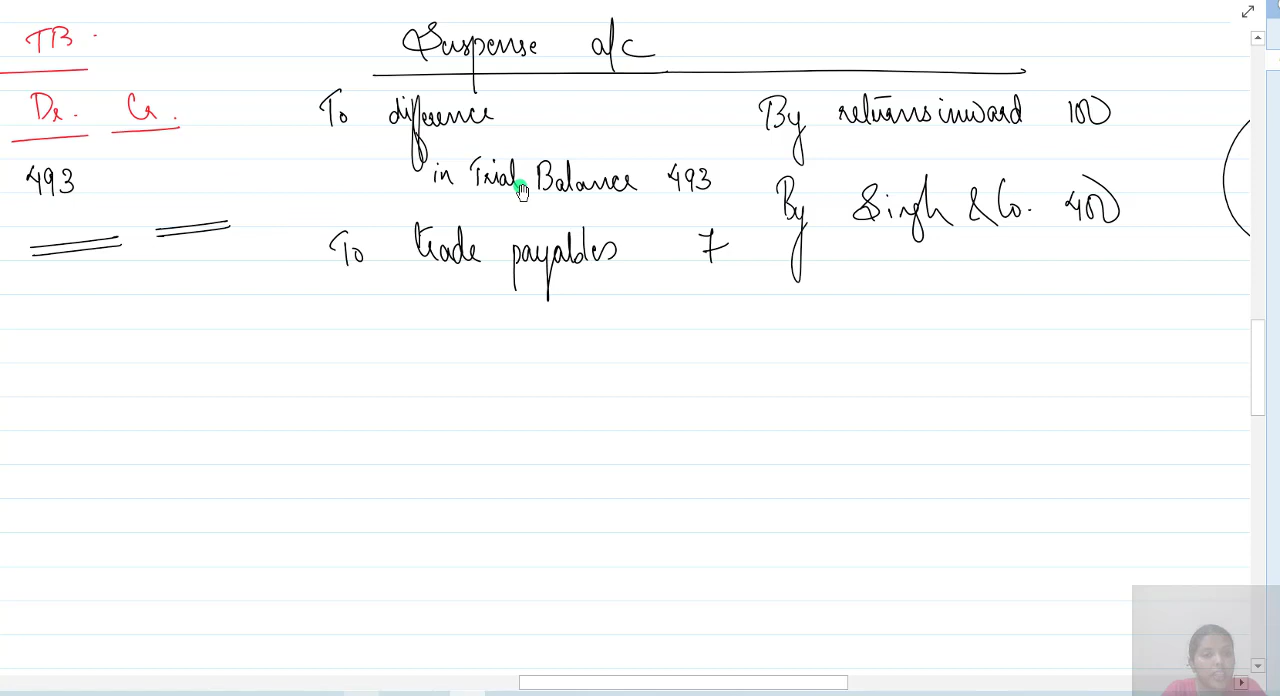 TB.
Dr. Cr.
493
Suspense a/c
To difference
in Trial Balance 493
To trade payables 7
By returns inward 100
By Singh & Co. 400